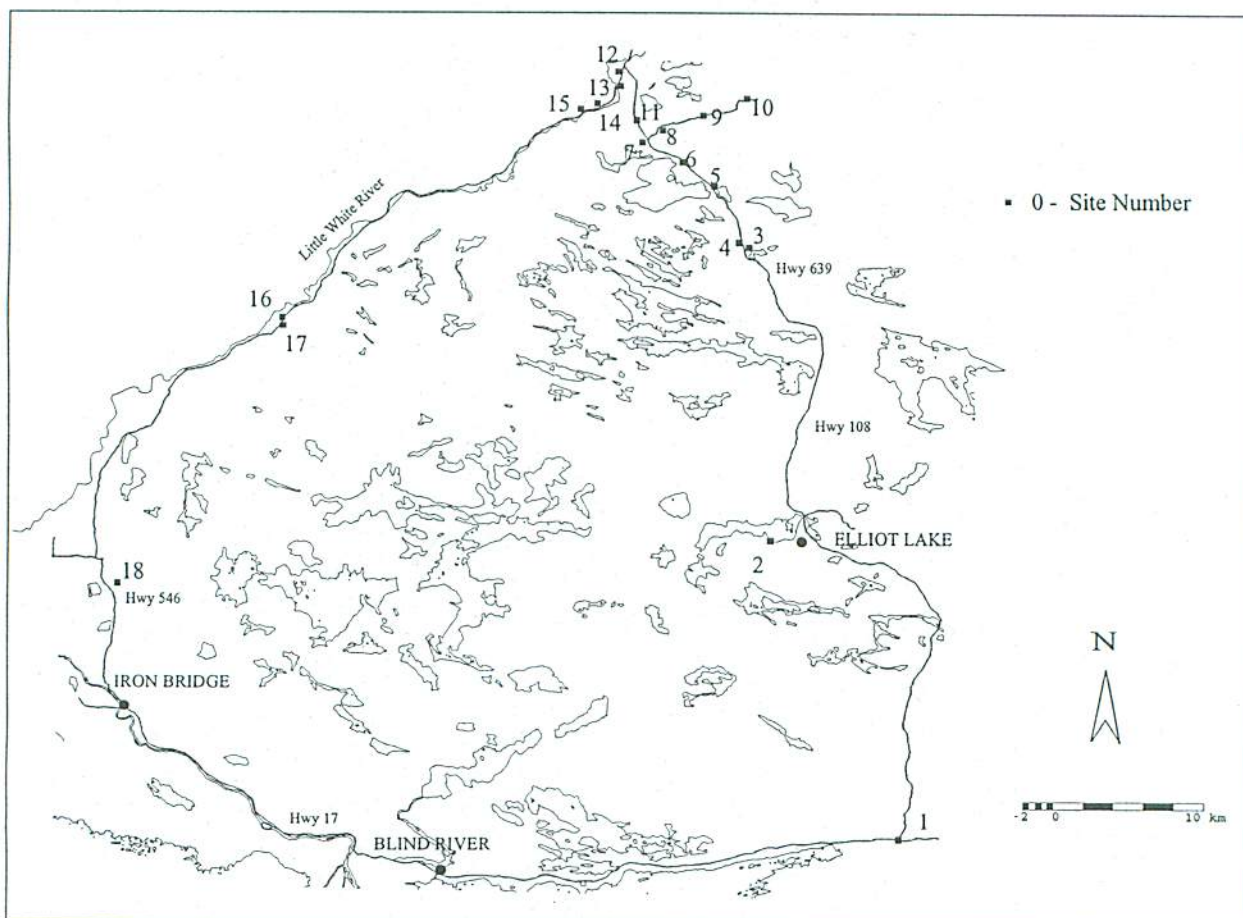 12
13
15
10
14
11
9
8
7
6
5
0 - Site Number
Little White River
4
3
Hwy 639
16
17
Hwy 108
ELLIOT LAKE
2
18
Hwy 546
N
IRON BRIDGE
Hwy 17
1
-2 0 10 km
BLIND RIVER